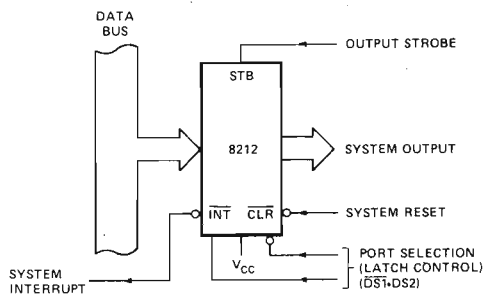 DATA
BUS
OUTPUT STROBE
STB
8212
SYSTEM OUTPUT
INT CLR
SYSTEM RESET
VCC
PORT SELECTION
(LATCH CONTROL)
(DS1•DS2)
SYSTEM
INTERRUPT